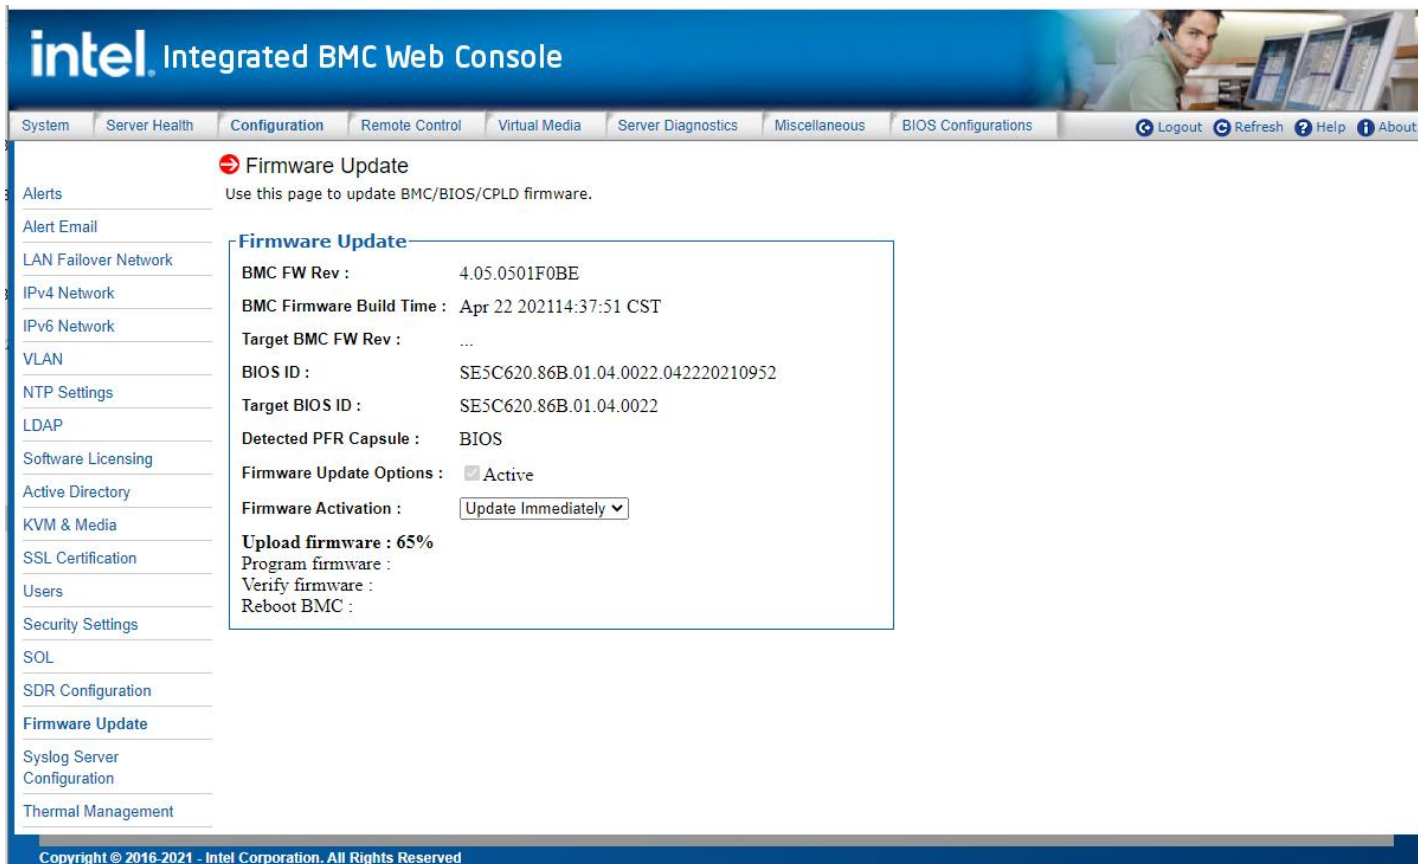 intel. Integrated BMC Web Console
System Server Health Configuration Remote Control Virtual Media Server Diagnostics Miscellaneous BIOS Configurations Logout Refresh Help About
Firmware Update
Use this page to update BMC/BIOS/CPLD firmware.
Alerts
Alert Email
LAN Failover Network
IPv4 Network
IPv6 Network
VLAN
NTP Settings
LDAP
Software Licensing
Active Directory
KVM & Media
SSL Certification
Users
Security Settings
SOL
SDR Configuration
Firmware Update
Syslog Server
Configuration
Thermal Management
Firmware Update
BMC FW Rev : 4.05.0501F0BE
BMC Firmware Build Time : Apr 22 202114:37:51 CST
Target BMC FW Rev : ...
BIOS ID : SE5C620.86B.01.04.0022.042220210952
Target BIOS ID : SE5C620.86B.01.04.0022
Detected PFR Capsule : BIOS
Firmware Update Options : Active
Firmware Activation : Update Immediately
Upload firmware : 65%
Program firmware :
Verify firmware :
Reboot BMC :
Copyright © 2016-2021 - Intel Corporation. All Rights Reserved